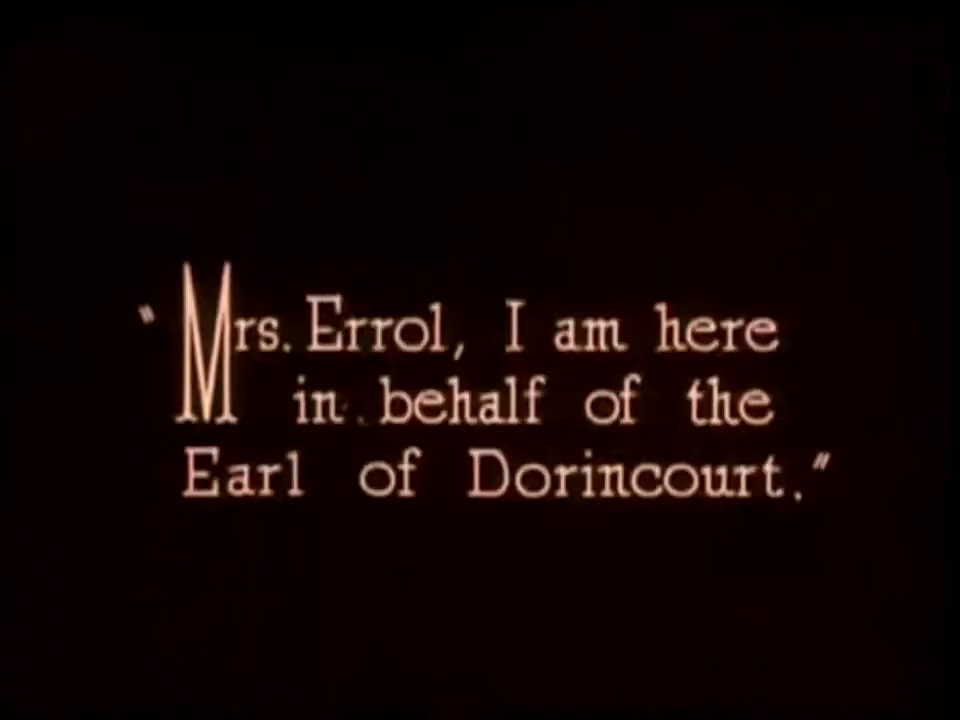 "Mrs. Errol, I am here
in behalf of the
Earl of Dorincourt."